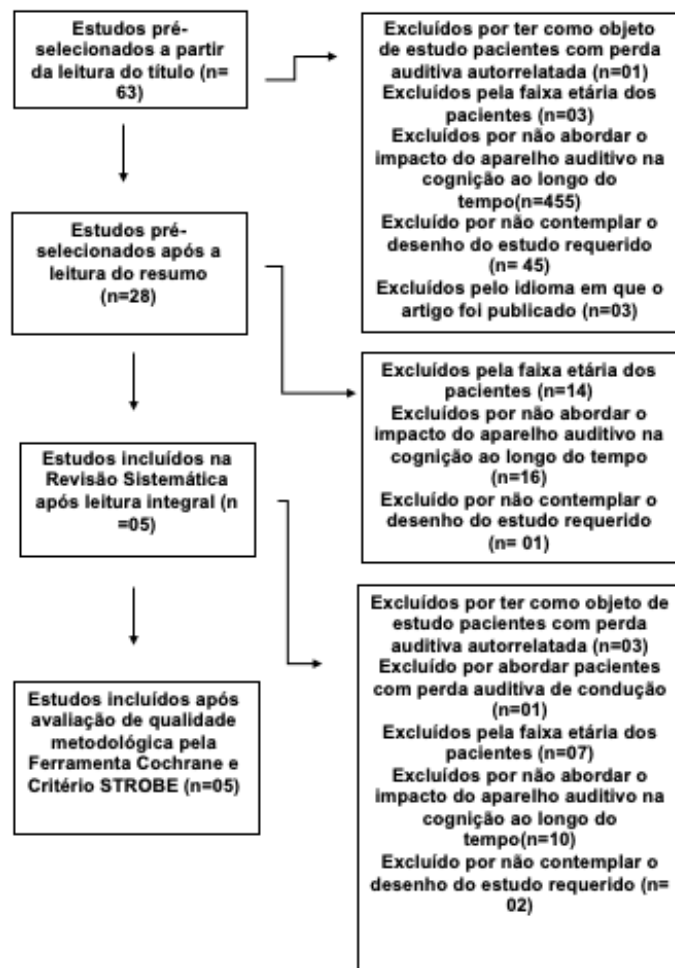 Estudos pré-
selecionados a partir
da leitura do título (n=
63)
Excluídos por ter como objeto
de estudo pacientes com perda
auditiva autorrelatada (n=01)
Excluídos pela faixa etária dos
pacientes (n=03)
Excluídos por não abordar o
impacto do aparelho auditivo na
cognição ao longo do
tempo(n=455)
Excluído por não contemplar o
desenho do estudo requerido
(n= 45)
Excluídos pelo idioma em que o
artigo foi publicado (n=03)
Estudos pré-
selecionados após a
leitura do resumo
(n=28)
Excluídos pela faixa etária dos
pacientes (n=14)
Excluídos por não abordar o
impacto do aparelho auditivo na
cognição ao longo do tempo
(n=16)
Excluído por não contemplar o
desenho do estudo requerido
(n= 01)
Estudos incluídos na
Revisão Sistemática
após leitura integral (n
=05)
Excluídos por ter como objeto de
estudo pacientes com perda
auditiva autorrelatada (n=03)
Excluído por abordar pacientes
com perda auditiva de condução
(n=01)
Excluídos pela faixa etária dos
pacientes (n=07)
Excluídos por não abordar o
impacto do aparelho auditivo na
cognição ao longo do
tempo(n=10)
Excluído por não contemplar o
desenho do estudo requerido (n=
02)
Estudos incluídos após
avaliação de qualidade
metodológica pela
Ferramenta Cochrane e
Critério STROBE (n=05)